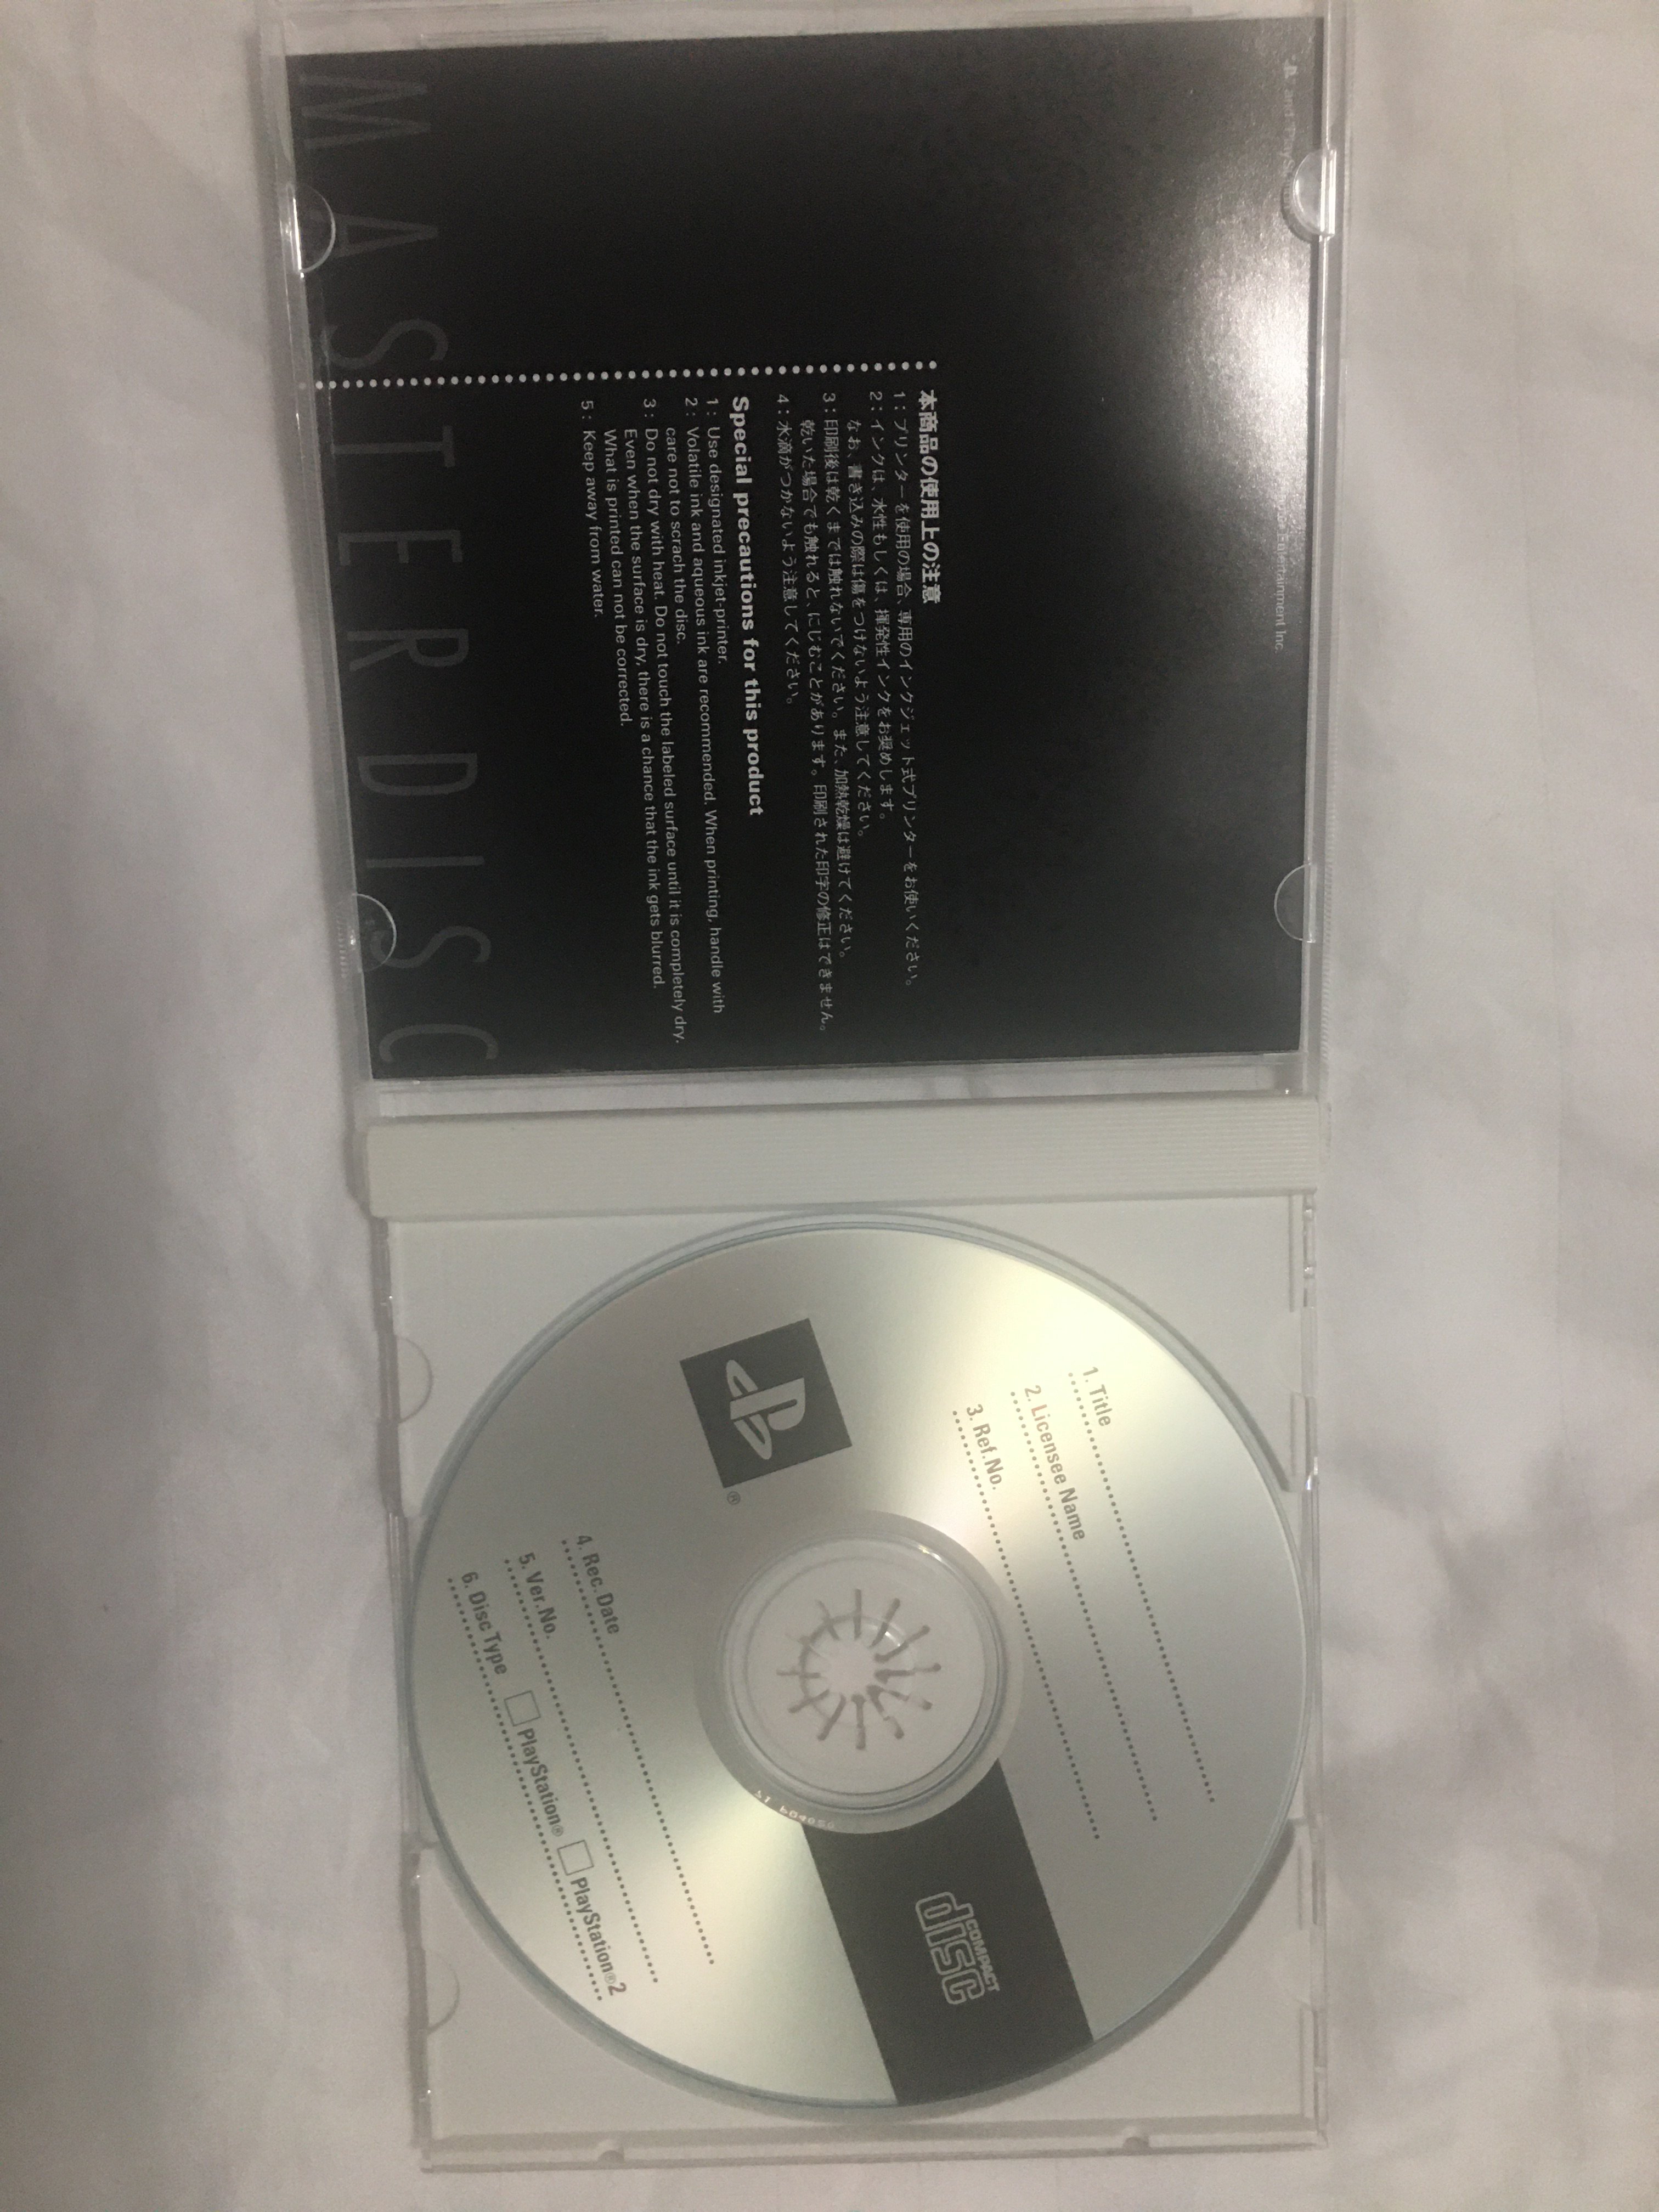 本商品の使用上の注意
1：プリンターを使用の場合、専用のインクジェット式プリンターをお使いください。
2：インクは、水性もしくは、揮発性インクをお奨めします。
なお、書き込みの際は傷をつけないよう注意してください。
3：印刷後は乾くまでは触れないでください。また、加熱乾燥は避けてください。
乾いた場合でも触れると、にじむことがあります。印刷された印字の修正はできません。
4：水滴がつかないよう注意してください。
Special precautions for this product
1： Use designated inkjet-printer.
2： Volatile ink and aqueous ink are recommended. When printing, handle with
care not to scrach the disc.
3： Do not dry with heat. Do not touch the labeled surface until it is completely dry.
Even when the surface is dry, there is a chance that the ink gets blurred.
What is printed can not be corrected.
5： Keep away from water.
MASTER DISC
Entertainment Inc.
1. Title
2. Licensee Name
3. Ref.No.
®
COMPACT
disc
4. Rec.Date
5. Ver.No.
6. Disc Type □ PlayStation® □ PlayStation®2